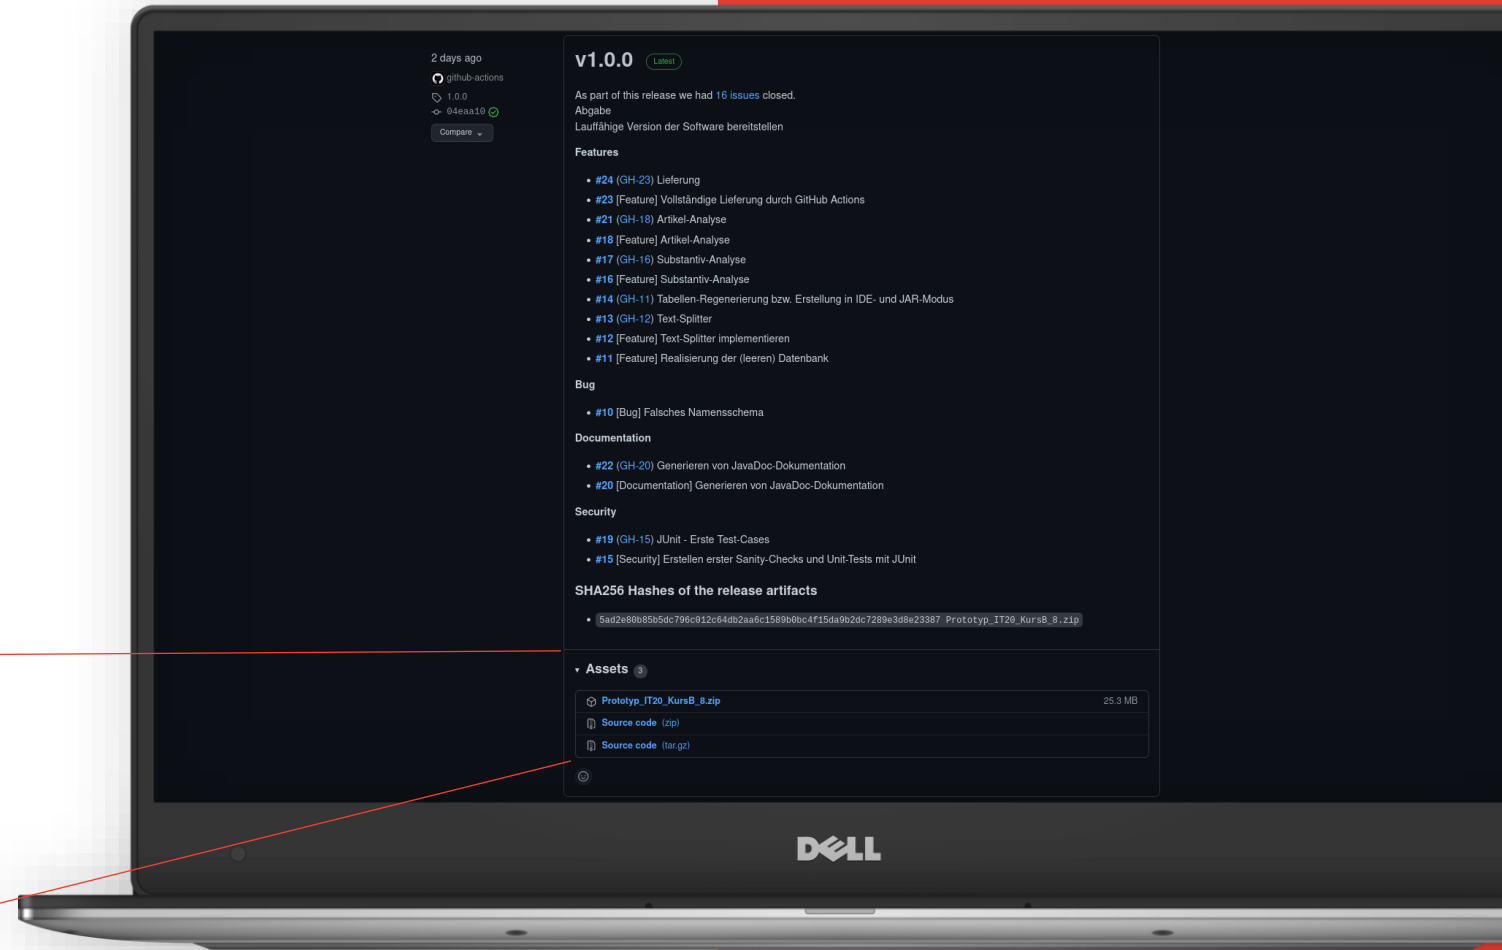 2 days ago
github-actions
1.0.0
04eaa10
Compare
v1.0.0 Latest
As part of this release we had 16 issues closed.
Abgabe
Lauffähige Version der Software bereitstellen
Features
#24 (GH-23) Lieferung
#23 [Feature] Vollständige Lieferung durch GitHub Actions
#21 (GH-18) Artikel-Analyse
#18 [Feature] Artikel-Analyse
#17 (GH-16) Substantiv-Analyse
#16 [Feature] Substantiv-Analyse
#14 (GH-11) Tabellen-Regenerierung bzw. Erstellung in IDE- und JAR-Modus
#13 (GH-12) Text-Splitter
#12 [Feature] Text-Splitter implementieren
#11 [Feature] Realisierung der (leeren) Datenbank
Bug
#10 [Bug] Falsches Namensschema
Documentation
#22 (GH-20) Generieren von JavaDoc-Dokumentation
#20 [Documentation] Generieren von JavaDoc-Dokumentation
Security
#19 (GH-15) JUnit - Erste Test-Cases
#15 [Security] Erstellen erster Sanity-Checks und Unit-Tests mit JUnit
SHA256 Hashes of the release artifacts
5ad2e80b85b5dc796c012c64db2aa6c1589b0bc4f15da9b2dc7289e3d8e23387 Prototyp_IT20_KursB_8.zip
Assets 3
Prototyp_IT20_KursB_8.zip 25.3 MB
Source code (zip)
Source code (tar.gz)
DELL